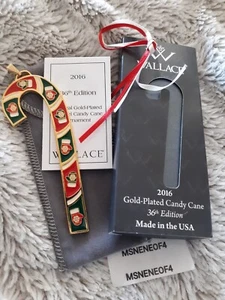 2016
36th Edition
Gold-Plated
Candy Cane
Ornament
WALLACE
WALLACE
2016
Gold-Plated Candy Cane
36th Edition
Made in the USA
MSNENEOF4
MSNENEOF4